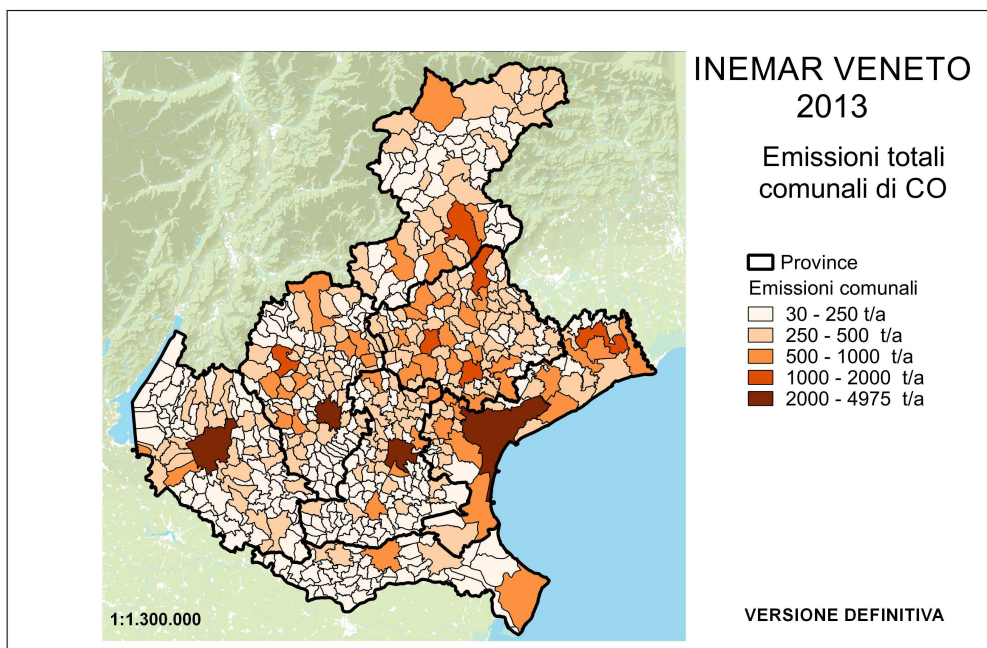 INEMAR VENETO
2013
Emissioni totali
comunali di CO
Province
Emissioni comunali
30 - 250 t/a
250 - 500 t/a
500 - 1000 t/a
1000 - 2000 t/a
2000 - 4975 t/a
1:1.300.000
VERSIONE DEFINITIVA